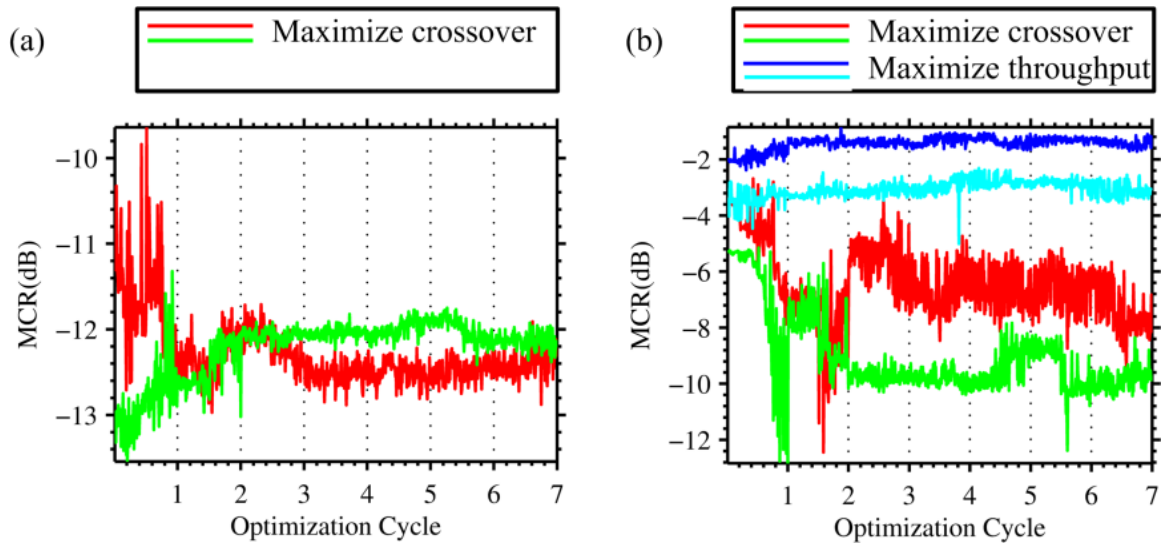 (a)
Maximize crossover
−10
−11
−12
−13
MCR(dB)
1 2 3 4 5 6 7
Optimization Cycle
(b)
Maximize crossover
Maximize throughput
−2
−4
−6
−8
−10
−12
MCR(dB)
1 2 3 4 5 6 7
Optimization Cycle